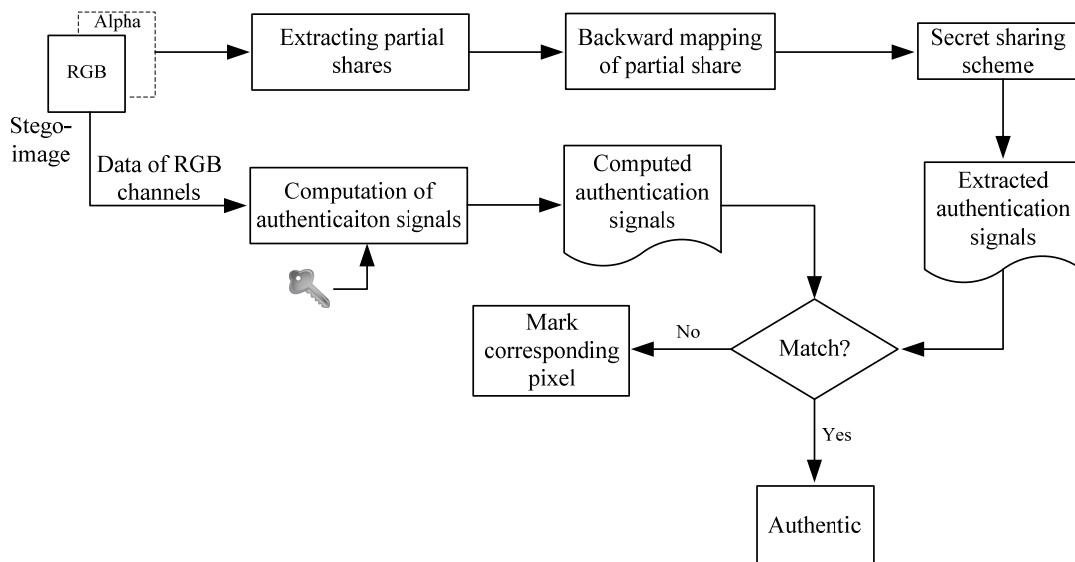 Alpha
RGB
Stego-
image
Extracting partial
shares
Backward mapping
of partial share
Secret sharing
scheme
Data of RGB
channels
Computation of
authenticaiton signals
Computed
authentication
signals
Extracted
authentication
signals
Match?
No
Mark
corresponding
pixel
Yes
Authentic